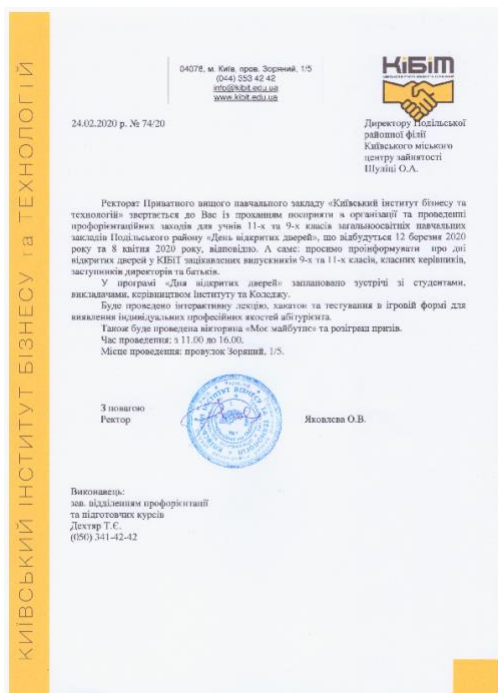 КИЇВСЬКИЙ ІНСТИТУТ БІЗНЕСУ та ТЕХНОЛОГІЙ
04078, м. Київ, пров. Зоряний, 1/5
(044) 353 42 42
info@kibit.edu.ua
www.kibit.edu.ua
КіБіТ
24.02.2020 р. № 74/20
Директору Подільської
районної філії
Київського міського
центру зайнятості
Шуліці О.А.
Ректорат Приватного вищого навчального закладу «Київський інститут бізнесу та
технологій» звертається до Вас із проханням посприяти в організації та проведенні
профорієнтаційних заходів для учнів 11-х та 9-х класів загальноосвітніх навчальних
закладів Подільського району «День відкритих дверей», що відбудуться 12 березня 2020
року та 8 квітня 2020 року, відповідно. А саме: просимо проінформувати про дні
відкритих дверей у КІБІТ зацікавлених випускників 9-х та 11-х класів, класних керівників,
заступників директорів та батьків.
У програмі «Дня відкритих дверей» заплановано зустрічі зі студентами,
викладачами, керівництвом Інституту та Коледжу.
Буде проведено інтерактивну лекцію, хакатон та тестування в ігровій формі для
виявлення індивідуальних професійних якостей абітурієнта.
Також буде проведена вікторина «Моє майбутнє» та розіграш призів.
Час проведення: з 11.00 до 16.00.
Місце проведення: провулок Зоряний, 1/5.
З повагою
Ректор
Яковлєва О.В.
Виконавець:
зав. відділенням профорієнтації
та підготовчих курсів
Дехтяр Т.Є.
(050) 341-42-42